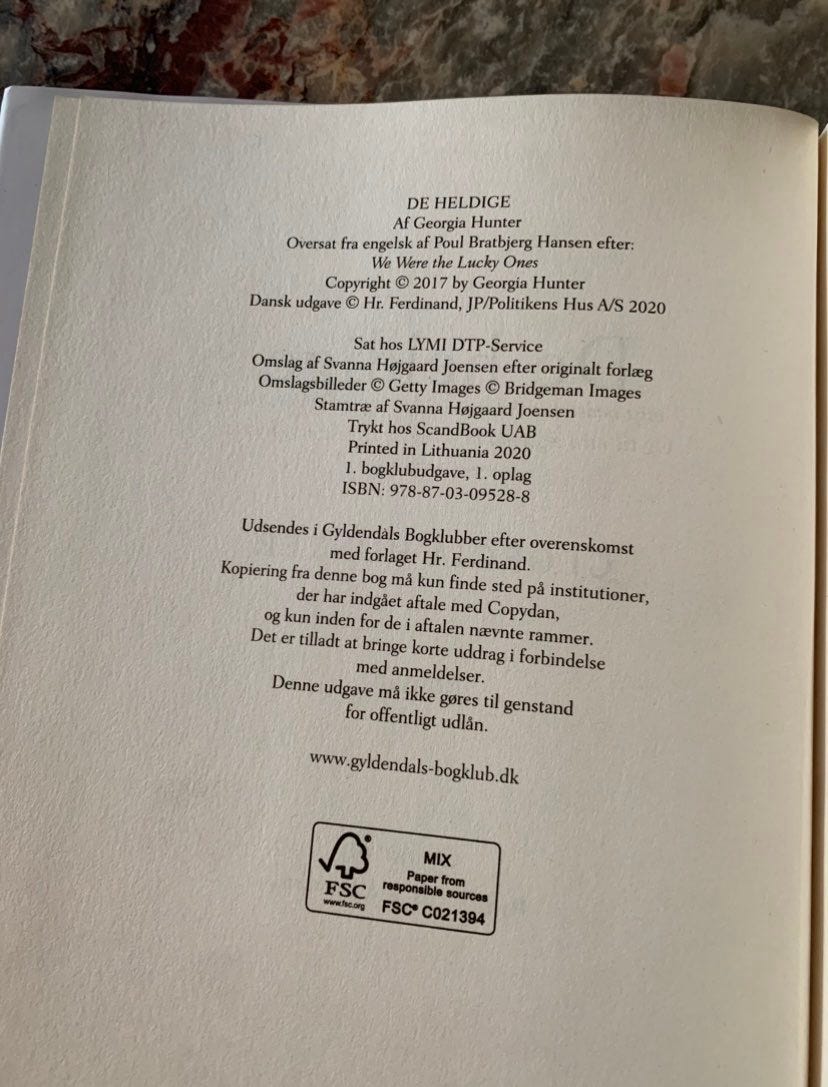 DE HELDIGE
Af Georgia Hunter
Oversat fra engelsk af Poul Bratbjerg Hansen efter:
We Were the Lucky Ones
Copyright © 2017 by Georgia Hunter
Dansk udgave © Hr. Ferdinand, JP/Politikens Hus A/S 2020
Sat hos LYMI DTP-Service
Omslag af Svanna Højgaard Joensen efter originalt forlæg
Omslagsbilleder © Getty Images © Bridgeman Images
Stamtræ af Svanna Højgaard Joensen
Trykt hos ScandBook UAB
Printed in Lithuania 2020
1. bogklubudgave, 1. oplag
ISBN: 978-87-03-09528-8
Udsendes i Gyldendals Bogklubber efter overenskomst
med forlaget Hr. Ferdinand.
Kopiering fra denne bog må kun finde sted på institutioner,
der har indgået aftale med Copydan,
og kun inden for de i aftalen nævnte rammer.
Det er tilladt at bringe korte uddrag i forbindelse
med anmeldelser.
Denne udgave må ikke gøres til genstand
for offentligt udlån.
www.gyldendals-bogklub.dk
FSC
www.fsc.org
MIX
Paper from
responsible sources
FSC® C021394